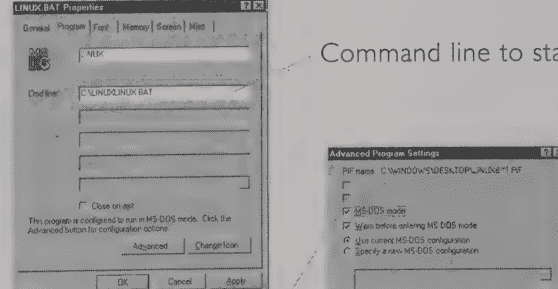 LINUX.BAT Properties
General Program Font Memory Screen Misc
MS
Cmd line: C:\LINUX\LINUX.BAT
Close on exit
This program is configured to run in MS-DOS mode. Click the
Advanced button for configuration options.
Advanced Change Icon
OK Cancel Apply
Command line to sta
Advanced Program Settings
PIF name: C:\WINDOWS\DESKTOP\
MS-DOS mode
Warn before entering MS-DOS mode
Use current MS-DOS configuration
Specify a new MS-DOS configuration